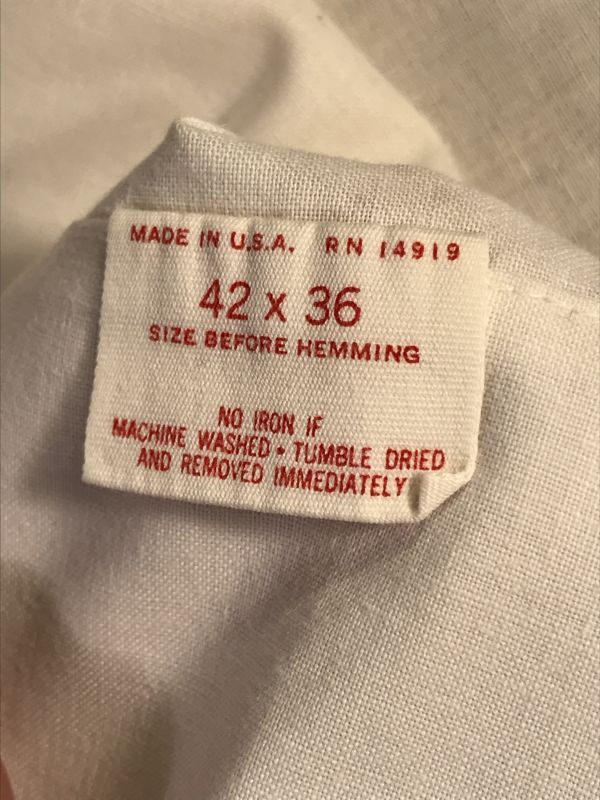 MADE IN U.S.A. RN 14919
42 x 36
SIZE BEFORE HEMMING
NO IRON IF
MACHINE WASHED • TUMBLE DRIED
AND REMOVED IMMEDIATELY